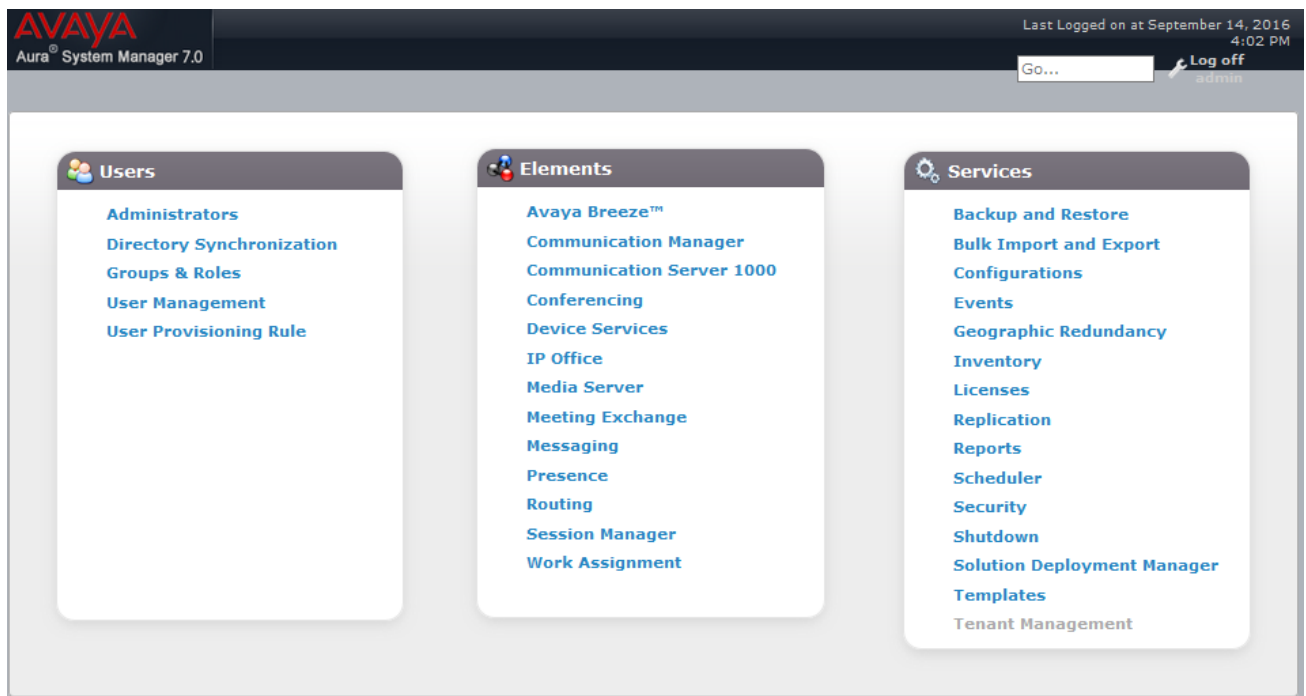 AVAYA
Aura® System Manager 7.0
Last Logged on at September 14, 2016
4:02 PM
Go...
Log off
admin
Users
Administrators
Directory Synchronization
Groups & Roles
User Management
User Provisioning Rule
Elements
Avaya Breeze™
Communication Manager
Communication Server 1000
Conferencing
Device Services
IP Office
Media Server
Meeting Exchange
Messaging
Presence
Routing
Session Manager
Work Assignment
Services
Backup and Restore
Bulk Import and Export
Configurations
Events
Geographic Redundancy
Inventory
Licenses
Replication
Reports
Scheduler
Security
Shutdown
Solution Deployment Manager
Templates
Tenant Management